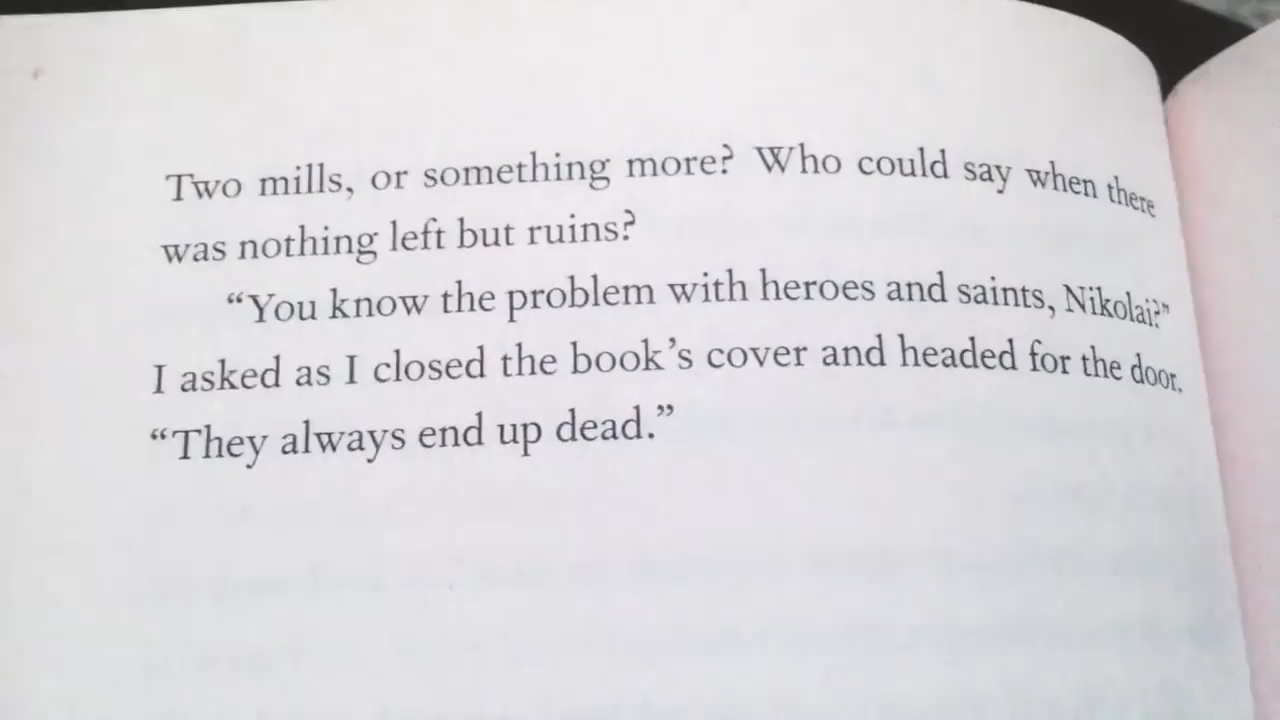 Two mills, or something more? Who could say when there
was nothing left but ruins?
“You know the problem with heroes and saints, Nikolai?”
I asked as I closed the book’s cover and headed for the door.
“They always end up dead.”